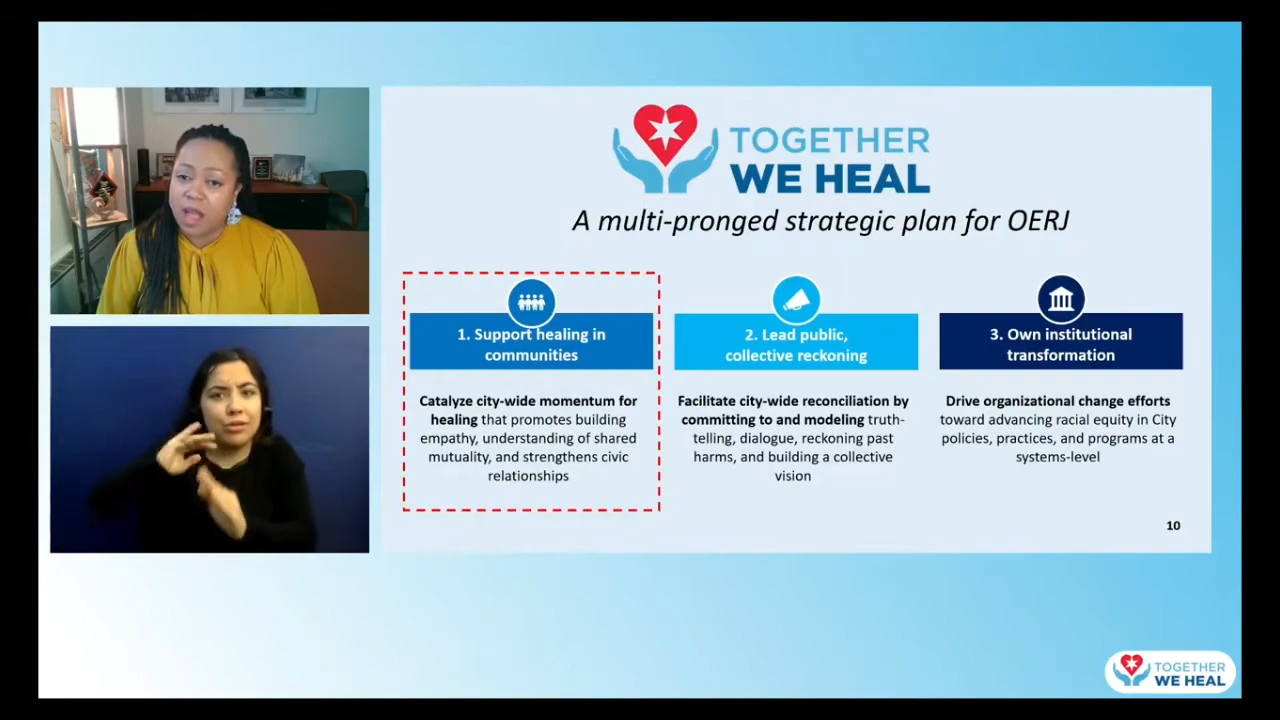 TOGETHER
WE HEAL
A multi-pronged strategic plan for OERJ
1. Support healing in
communities
Catalyze city-wide momentum for
healing that promotes building
empathy, understanding of shared
mutuality, and strengthens civic
relationships
2. Lead public,
collective reckoning
Facilitate city-wide reconciliation by
committing to and modeling truth-
telling, dialogue, reckoning past
harms, and building a collective
vision
3. Own institutional
transformation
Drive organizational change efforts
toward advancing racial equity in City
policies, practices, and programs at a
systems-level
10
TOGETHER
WE HEAL